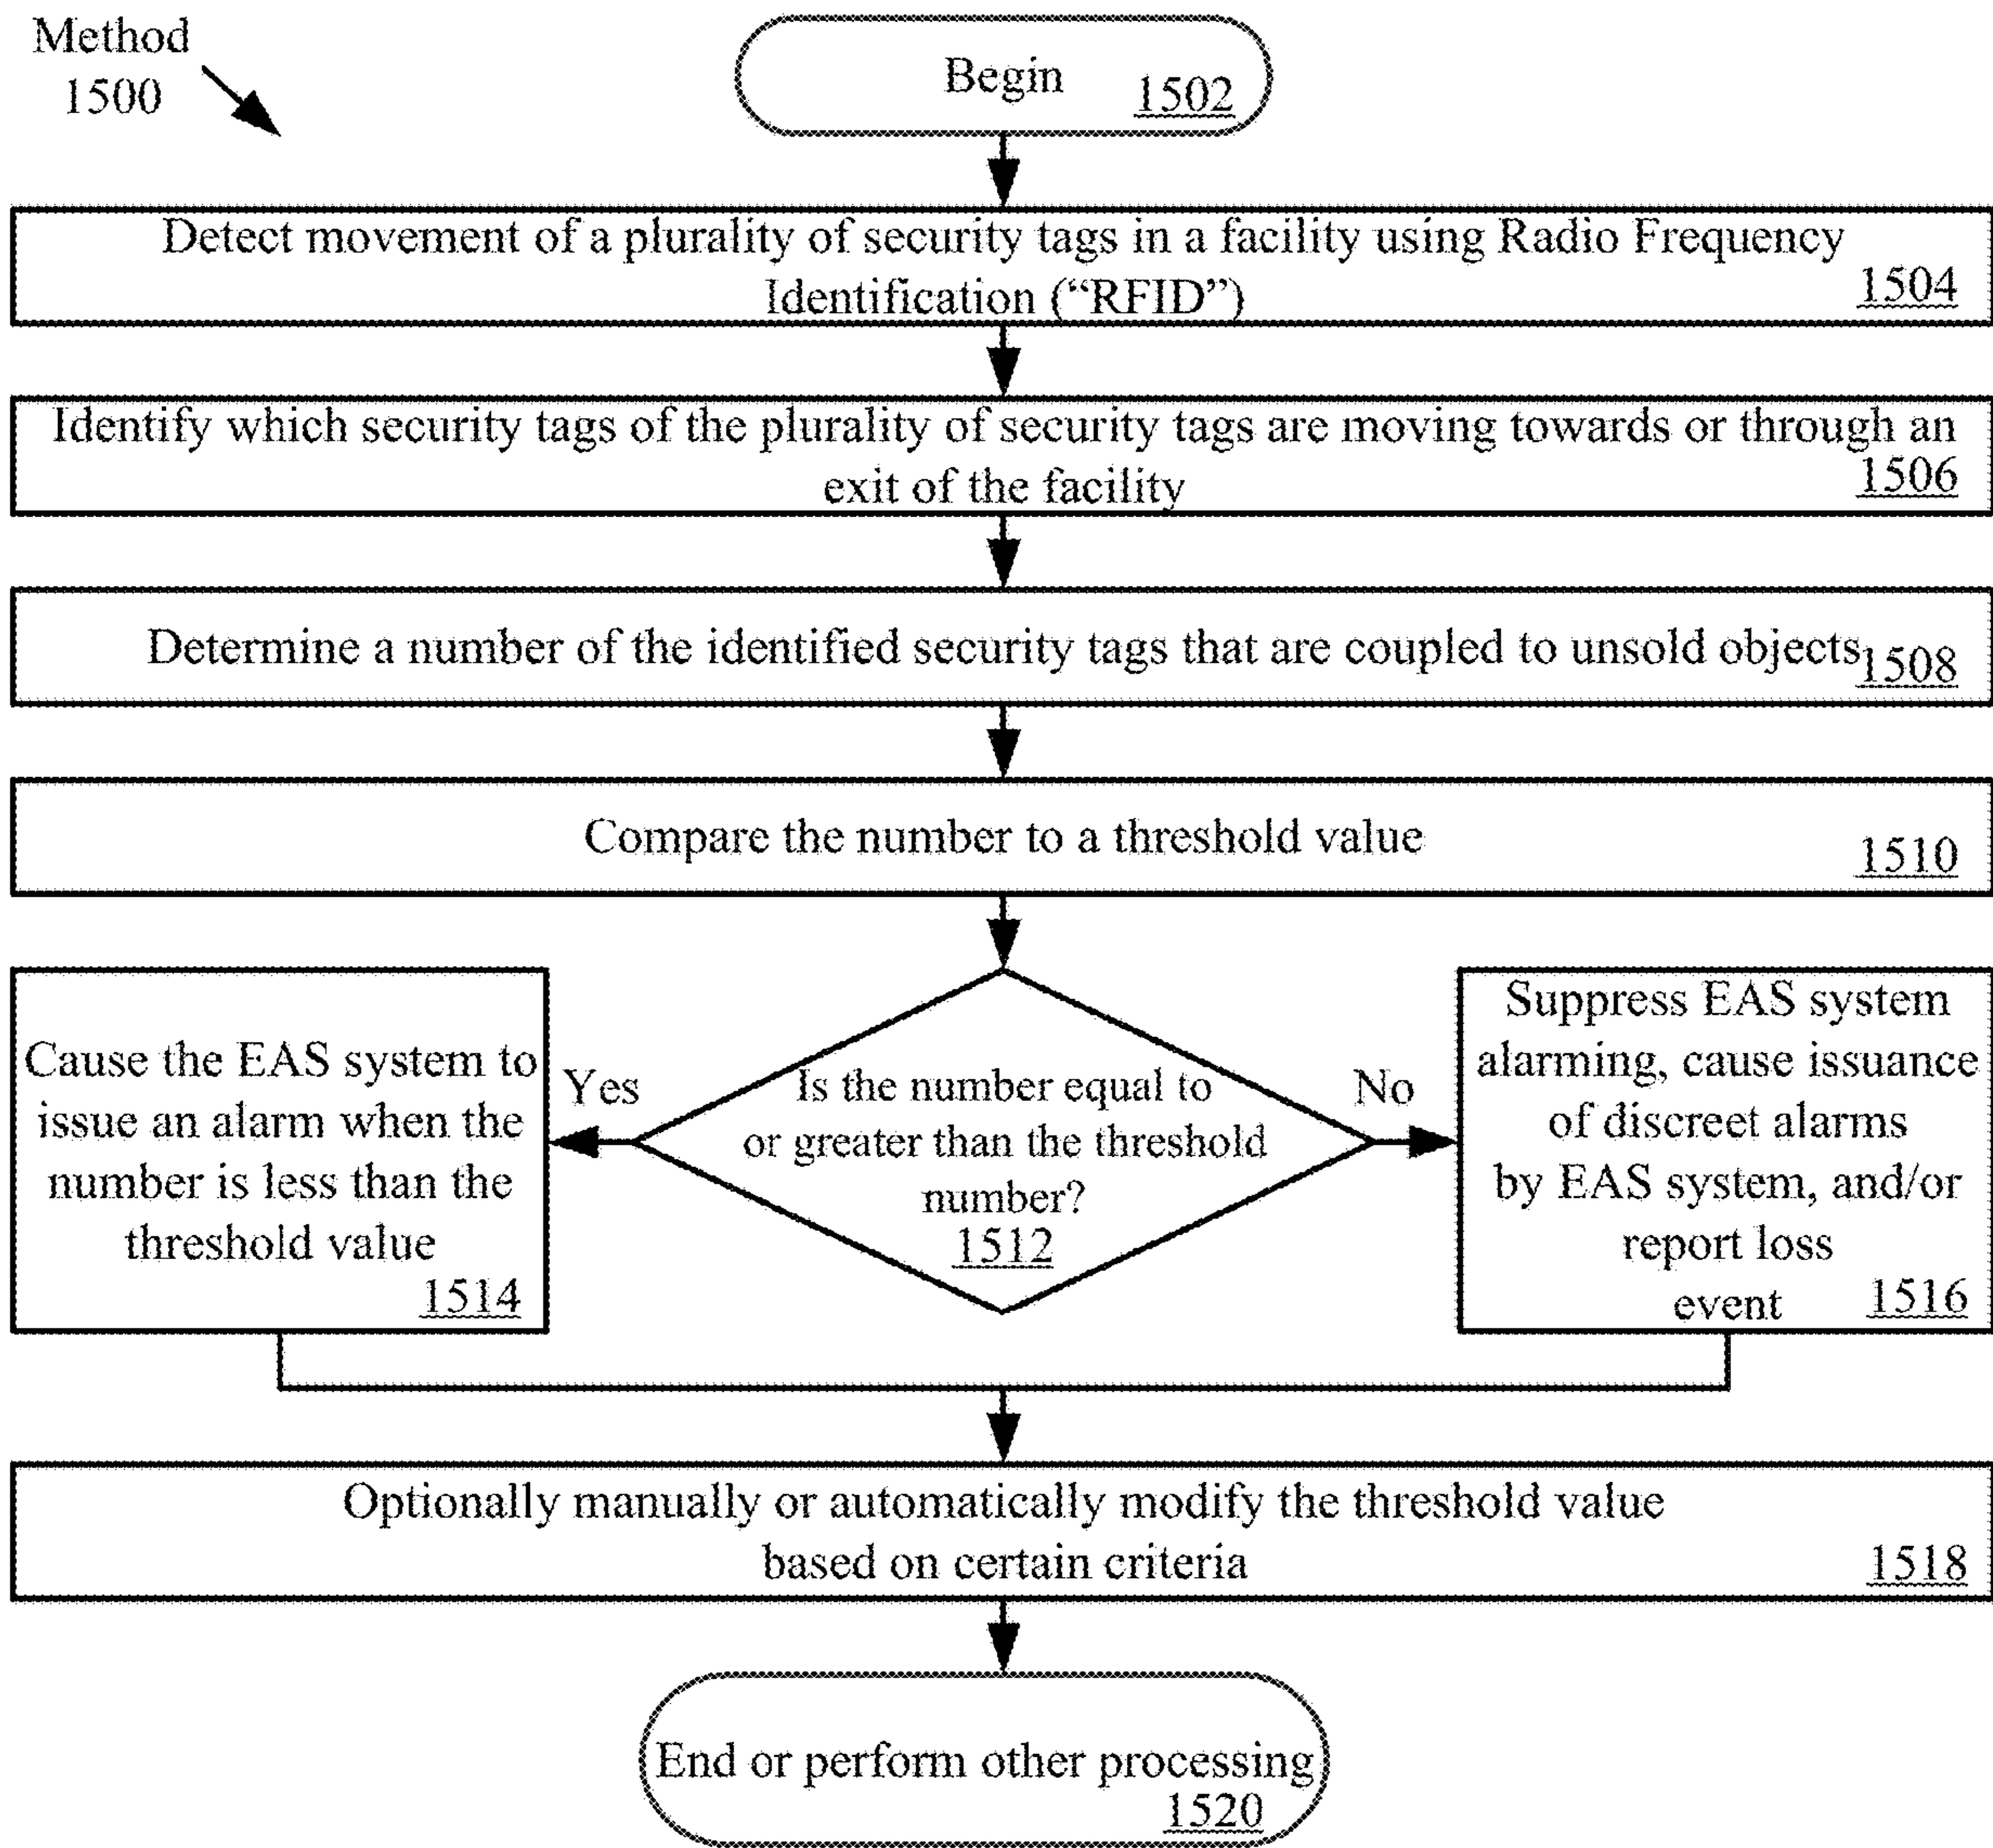 Method
1500
Begin 1502
Detect movement of a plurality of security tags in a facility using Radio Frequency
Identification (“RFID”) 1504
Identify which security tags of the plurality of security tags are moving towards or through an
exit of the facility 1506
Determine a number of the identified security tags that are coupled to unsold objects 1508
Compare the number to a threshold value 1510
Cause the EAS system to
issue an alarm when the
number is less than the
threshold value
1514
Yes
Is the number equal to
or greater than the threshold
number?
1512
No
Suppress EAS system
alarming, cause issuance
of discreet alarms
by EAS system, and/or
report loss
event 1516
Optionally manually or automatically modify the threshold value
based on certain criteria 1518
End or perform other processing
1520